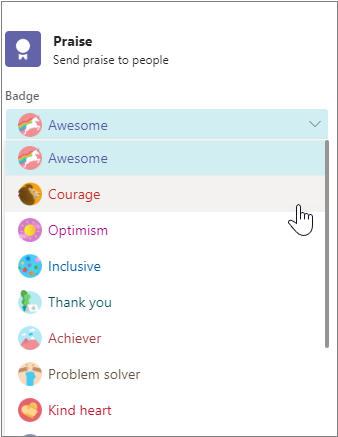 Praise
Send praise to people
Badge
Awesome
Awesome
Courage
Optimism
Inclusive
Thank you
Achiever
Problem solver
Kind heart